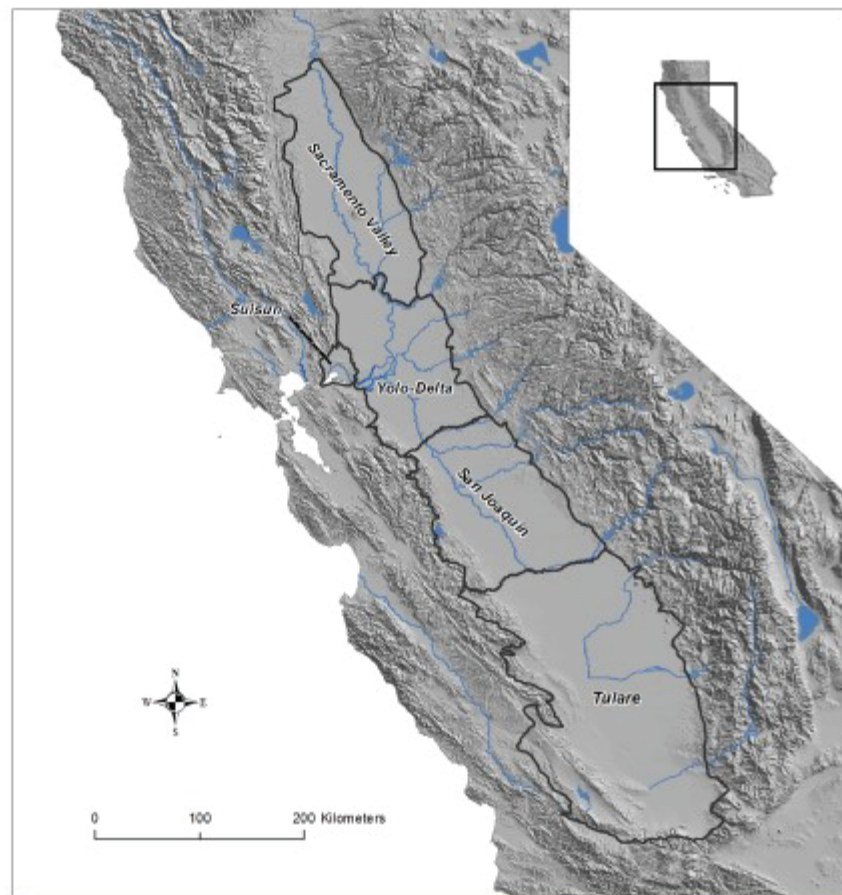 Sacramento Valley
Suisun
Yolo-Delta
San Joaquin
Tulare
N
W E
S
0 100 200 Kilometers